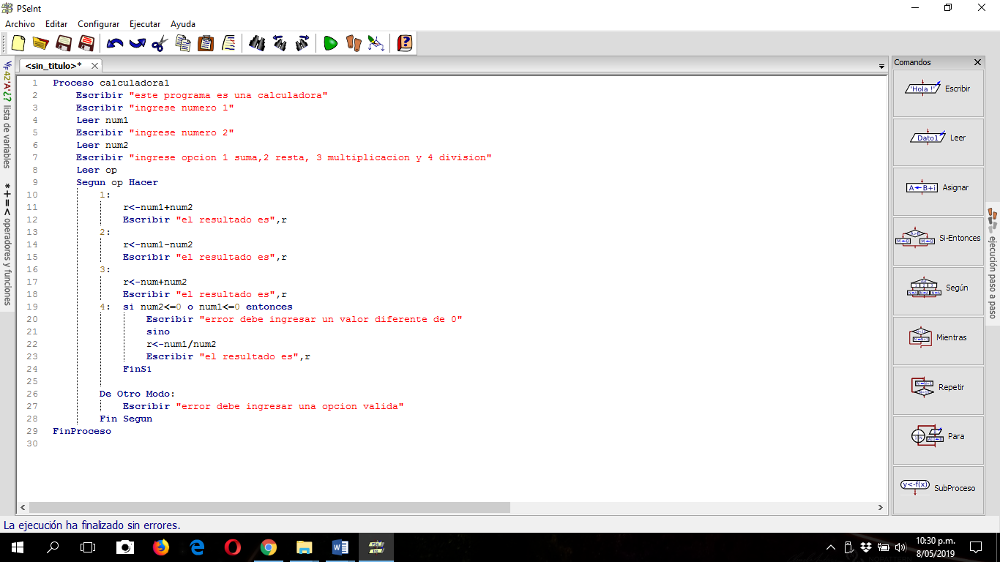 PSeInt
Archivo Editar Configurar Ejecutar Ayuda
<sin_titulo>*
Comandos
1 Proceso calculadora1
2 Escribir "este programa es una calculadora"
3 Escribir "ingrese numero 1"
4 Leer num1
5 Escribir "ingrese numero 2"
6 Leer num2
7 Escribir "ingrese opcion 1 suma,2 resta, 3 multiplicacion y 4 division"
8 Leer op
9 Segun op Hacer
10 1:
11 r<-num1+num2
12 Escribir "el resultado es",r
13 2:
14 r<-num1-num2
15 Escribir "el resultado es",r
16 3:
17 r<-num+num2
18 Escribir "el resultado es",r
19 4: si num2<=0 o num1<=0 entonces
20 Escribir "error debe ingresar un valor diferente de 0"
21 sino
22 r<-num1/num2
23 Escribir "el resultado es",r
24 FinSi
25
26 De Otro Modo:
27 Escribir "error debe ingresar una opcion valida"
28 Fin Segun
29 FinProceso
30
lista de variables
*+=< operadores y funciones
'Hola !' Escribir
Dato1 Leer
A←B+i Asignar
Si-Entonces
Según
Mientras
Repetir
Para
y<-f(x) SubProceso
ejecución paso a paso
La ejecución ha finalizado sin errores.
10:30 p.m.
8/05/2019